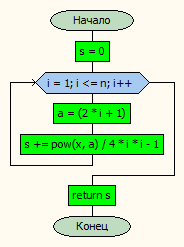 Начало
s = 0
i = 1; i <= n; i++
a = (2 * i + 1)
s += pow(x, a) / 4 * i * i - 1
return s
Конец